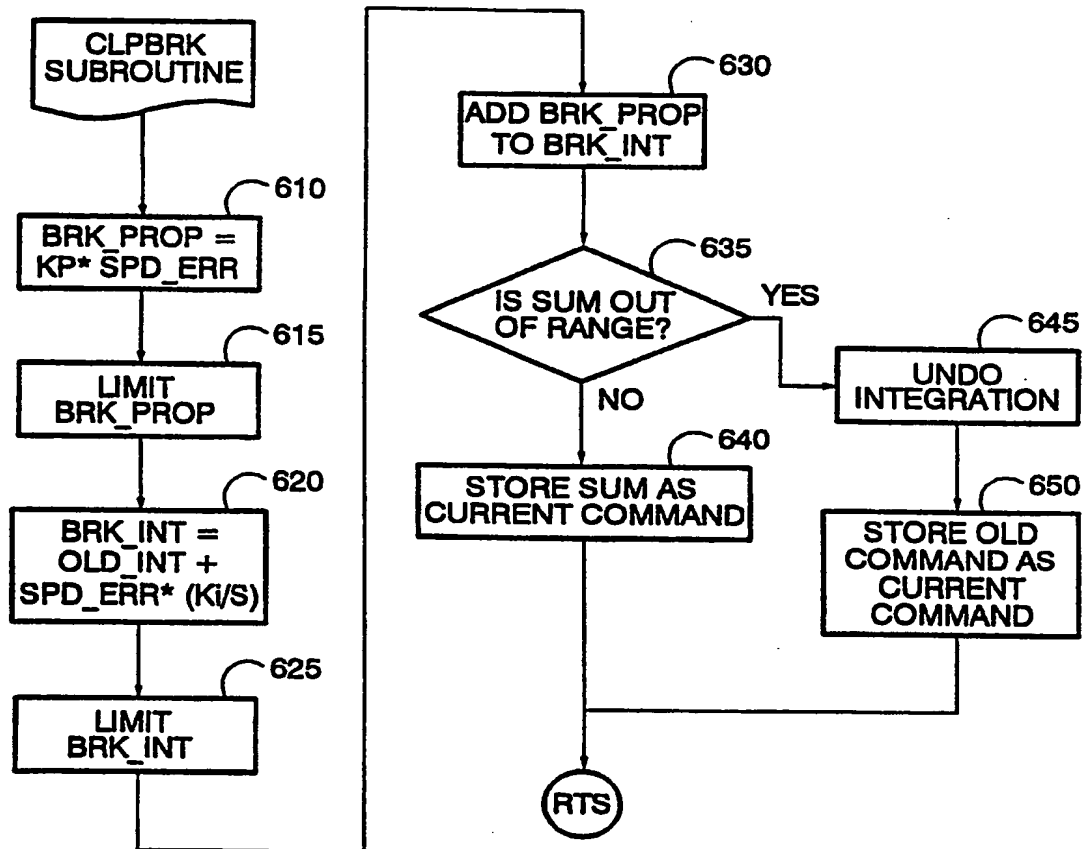 CLPBRK
SUBROUTINE
610
BRK_PROP =
KP* SPD_ERR
615
LIMIT
BRK_PROP
620
BRK_INT =
OLD_INT +
SPD_ERR* (Ki/S)
625
LIMIT
BRK_INT
630
ADD BRK_PROP
TO BRK_INT
635
IS SUM OUT
OF RANGE?
YES
NO
640
STORE SUM AS
CURRENT COMMAND
645
UNDO
INTEGRATION
650
STORE OLD
COMMAND AS
CURRENT
COMMAND
RTS